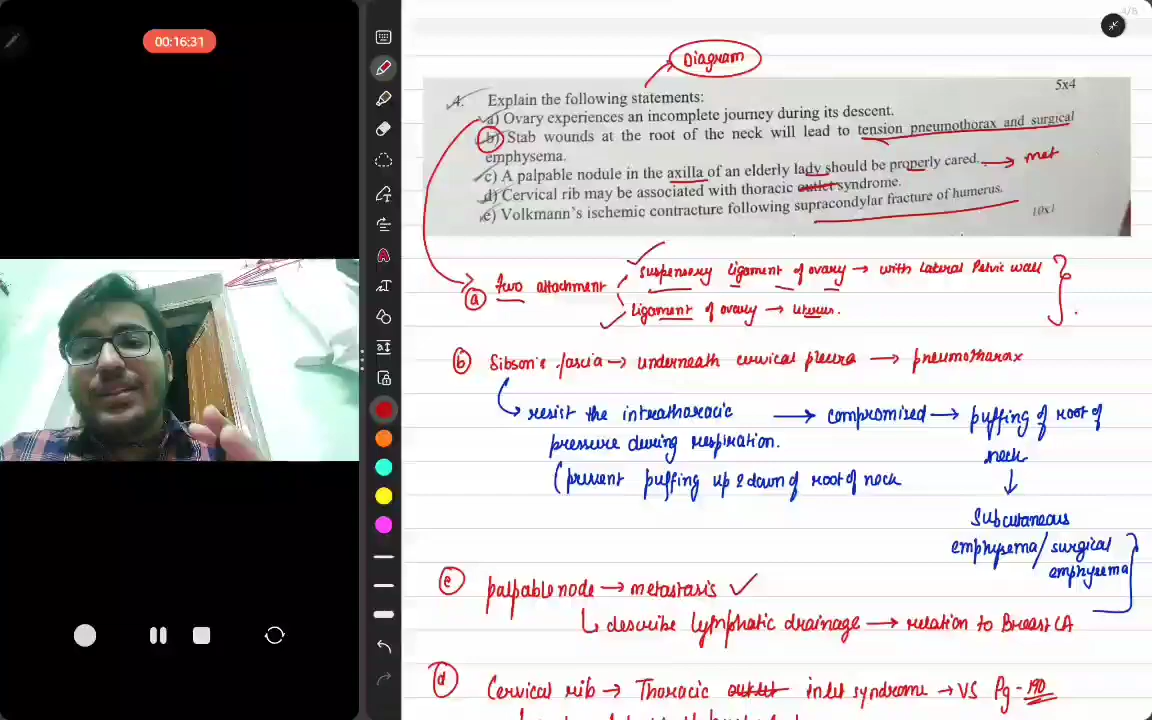 00:16:31
4/8
Diagram
5x4
4. Explain the following statements:
a) Ovary experiences an incomplete journey during its descent.
b) Stab wounds at the root of the neck will lead to tension pneumothorax and surgical
emphysema.
c) A palpable nodule in the axilla of an elderly lady should be properly cared. → met
d) Cervical rib may be associated with thoracic outlet syndrome.
e) Volkmann's ischemic contracture following supracondylar fracture of humerus.
10x1
a Two attachment
suspensory ligament of ovary → with Lateral Pelvic wall
ligament of ovary → uterus.
b Sibson's fascia → underneath cervical pleura → pneumothorax
resist the intrathoracic → compromized → puffing of root of
pressure during respiration. neck
(prevent puffing up & down of root of neck
Subcutaneous
emphysema/surgical
emphysema
c palpable node → metastasis ✓
describe lymphatic drainage → relation to Breast CA
d Cervical rib → Thoracic outlet inlet syndrome → VS Pg - 190